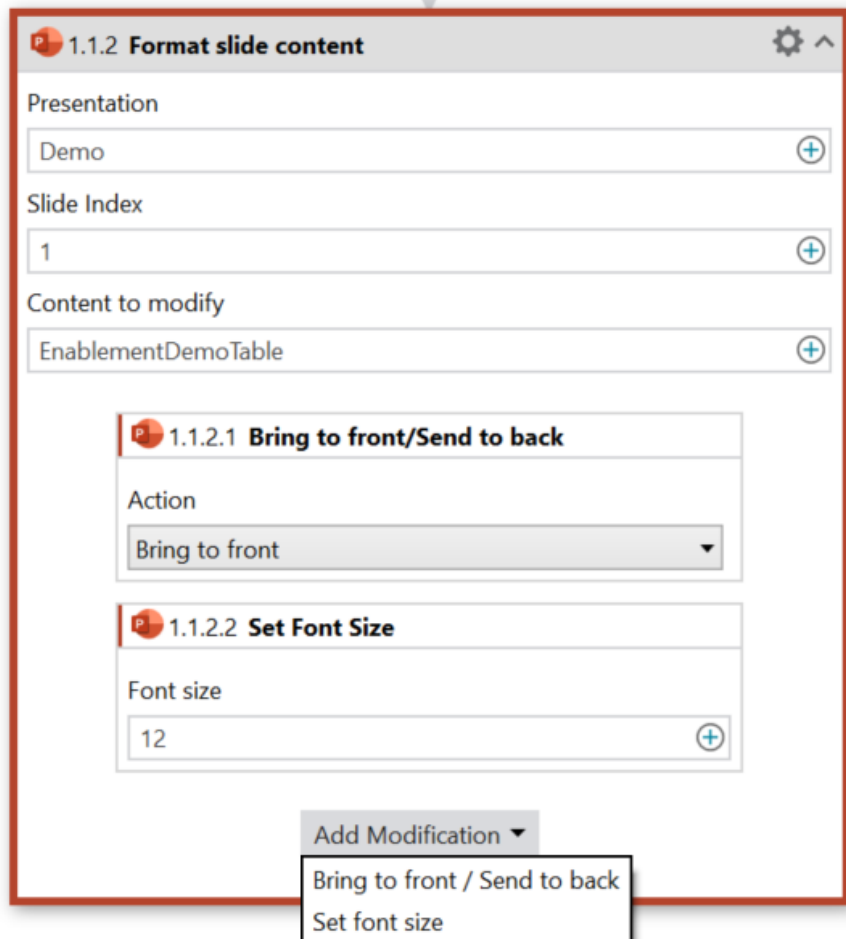 1.1.2 Format slide content
Presentation
Demo
Slide Index
1
Content to modify
EnablementDemoTable
1.1.2.1 Bring to front/Send to back
Action
Bring to front
1.1.2.2 Set Font Size
Font size
12
Add Modification
Bring to front / Send to back
Set font size